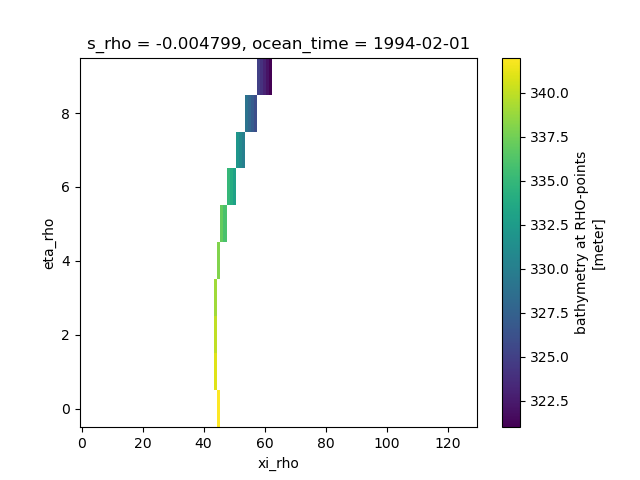 s_rho = -0.004799, ocean_time = 1994-02-01
8
6
4
2
0
eta_rho
0 20 40 60 80 100 120
xi_rho
340.0
337.5
335.0
332.5
330.0
327.5
325.0
322.5
bathymetry at RHO-points
[meter]